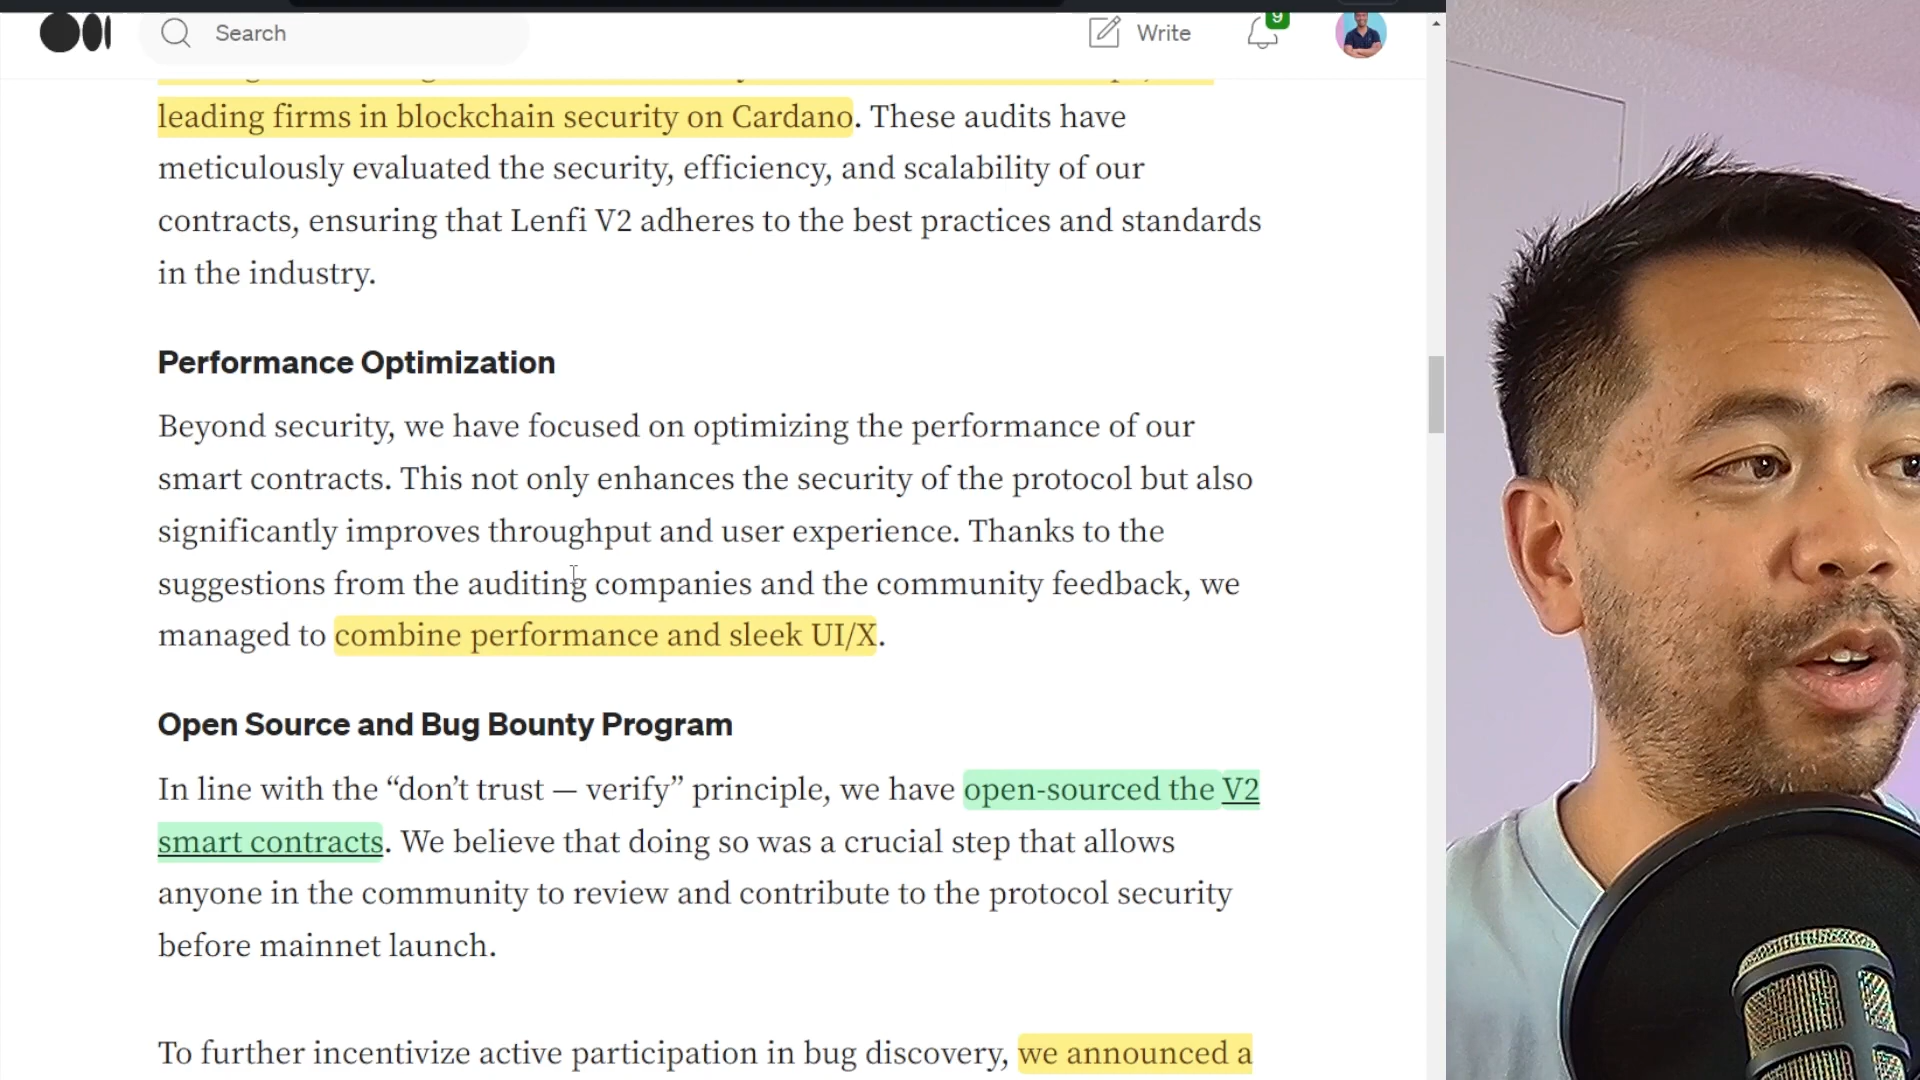 Search
Write
9
leading firms in blockchain security on Cardano. These audits have
meticulously evaluated the security, efficiency, and scalability of our
contracts, ensuring that Lenfi V2 adheres to the best practices and standards
in the industry.
Performance Optimization
Beyond security, we have focused on optimizing the performance of our
smart contracts. This not only enhances the security of the protocol but also
significantly improves throughput and user experience. Thanks to the
suggestions from the auditing companies and the community feedback, we
managed to combine performance and sleek UI/X.
Open Source and Bug Bounty Program
In line with the “don’t trust — verify” principle, we have open-sourced the V2
smart contracts. We believe that doing so was a crucial step that allows
anyone in the community to review and contribute to the protocol security
before mainnet launch.
To further incentivize active participation in bug discovery, we announced a